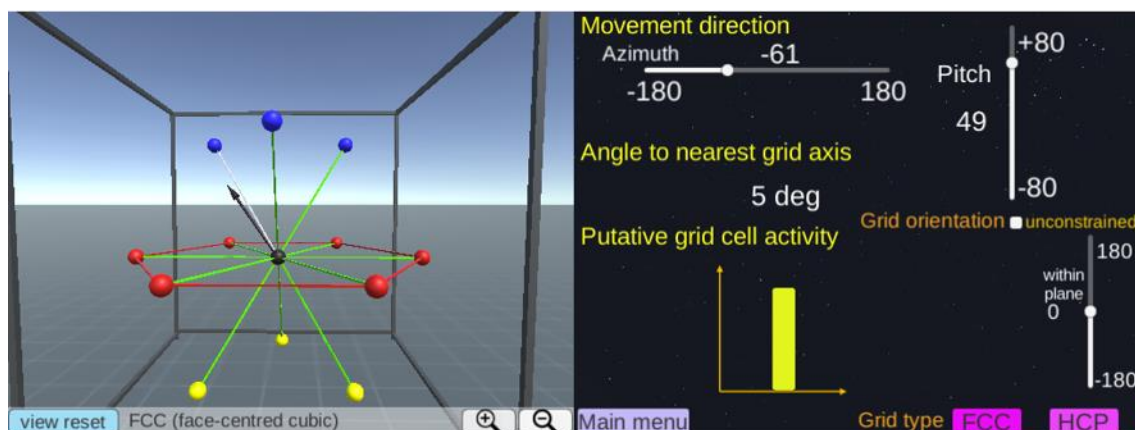 Movement direction
Azimuth
-61
-180
180
Pitch
49
+80
-80
Angle to nearest grid axis
5 deg
Grid orientation
unconstrained
Putative grid cell activity
180
within
plane
0
-180
view reset
FCC (face-centred cubic)
Main menu
Grid type
FCC
HCP